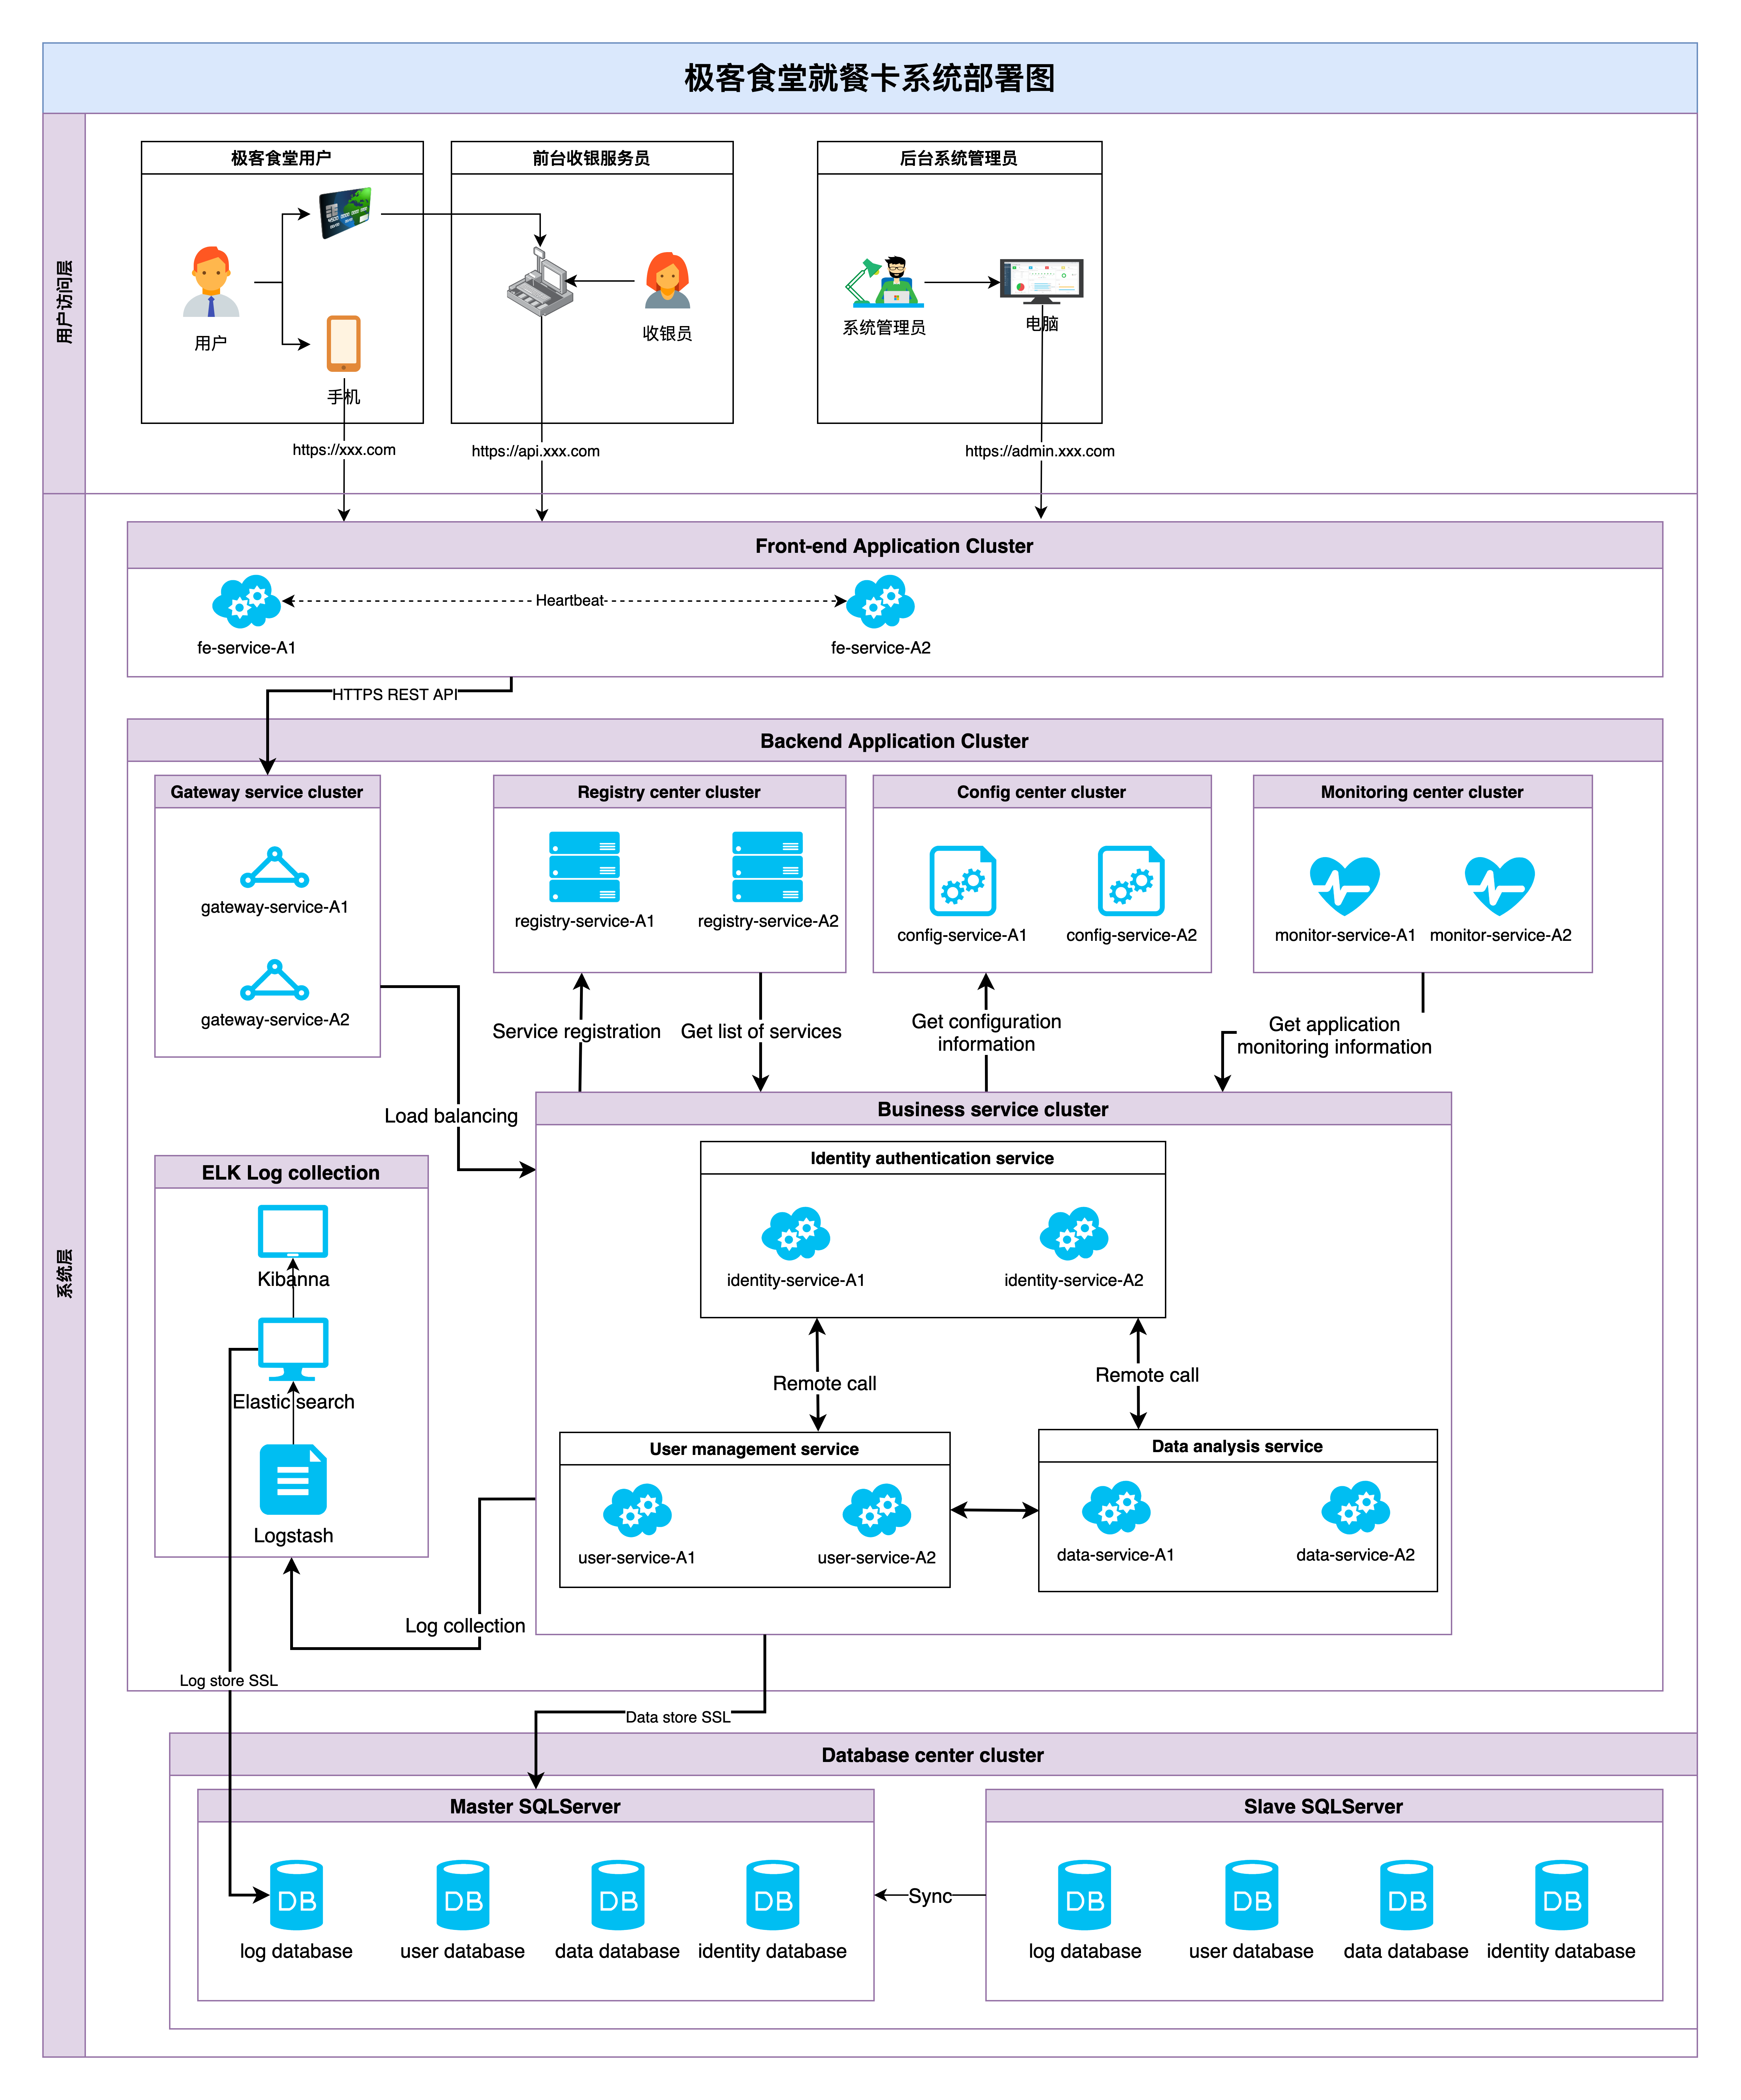 极客食堂就餐卡系统部署图
用户访问层
极客食堂用户
前台收银服务员
后台系统管理员
用户
手机
收银员
系统管理员
电脑
https://xxx.com
https://api.xxx.com
https://admin.xxx.com
系统层
Front-end Application Cluster
Heartbeat
fe-service-A1
fe-service-A2
HTTPS REST API
Backend Application Cluster
Gateway service cluster
Registry center cluster
Config center cluster
Monitoring center cluster
gateway-service-A1
gateway-service-A2
registry-service-A1
registry-service-A2
config-service-A1
config-service-A2
monitor-service-A1
monitor-service-A2
Service registration
Get list of services
Get configuration
information
Get application
monitoring information
Load balancing
Business service cluster
Identity authentication service
identity-service-A1
identity-service-A2
Remote call
Remote call
User management service
user-service-A1
user-service-A2
Data analysis service
data-service-A1
data-service-A2
ELK Log collection
Kibanna
Elastic search
Logstash
Log collection
Log store SSL
Data store SSL
Database center cluster
Master SQLServer
DB
DB
DB
DB
log database
user database
data database
identity database
Sync
Slave SQLServer
DB
DB
DB
DB
log database
user database
data database
identity database